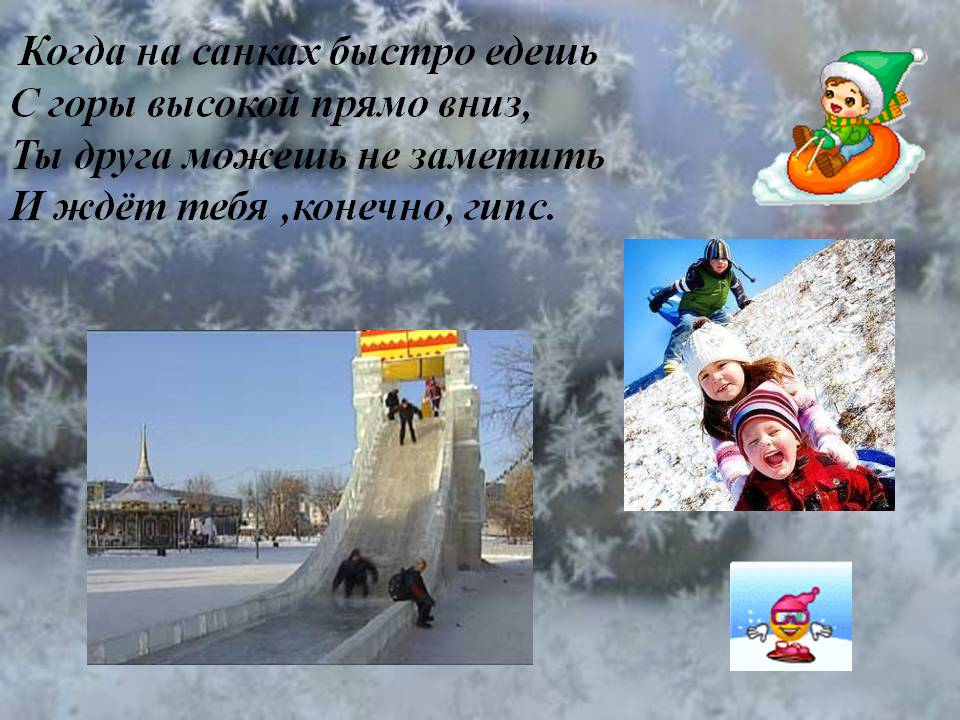 Когда на санках быстро едешь
С горы высокой прямо вниз,
Ты друга можешь не заметить
И ждёт тебя ,конечно, гипс.